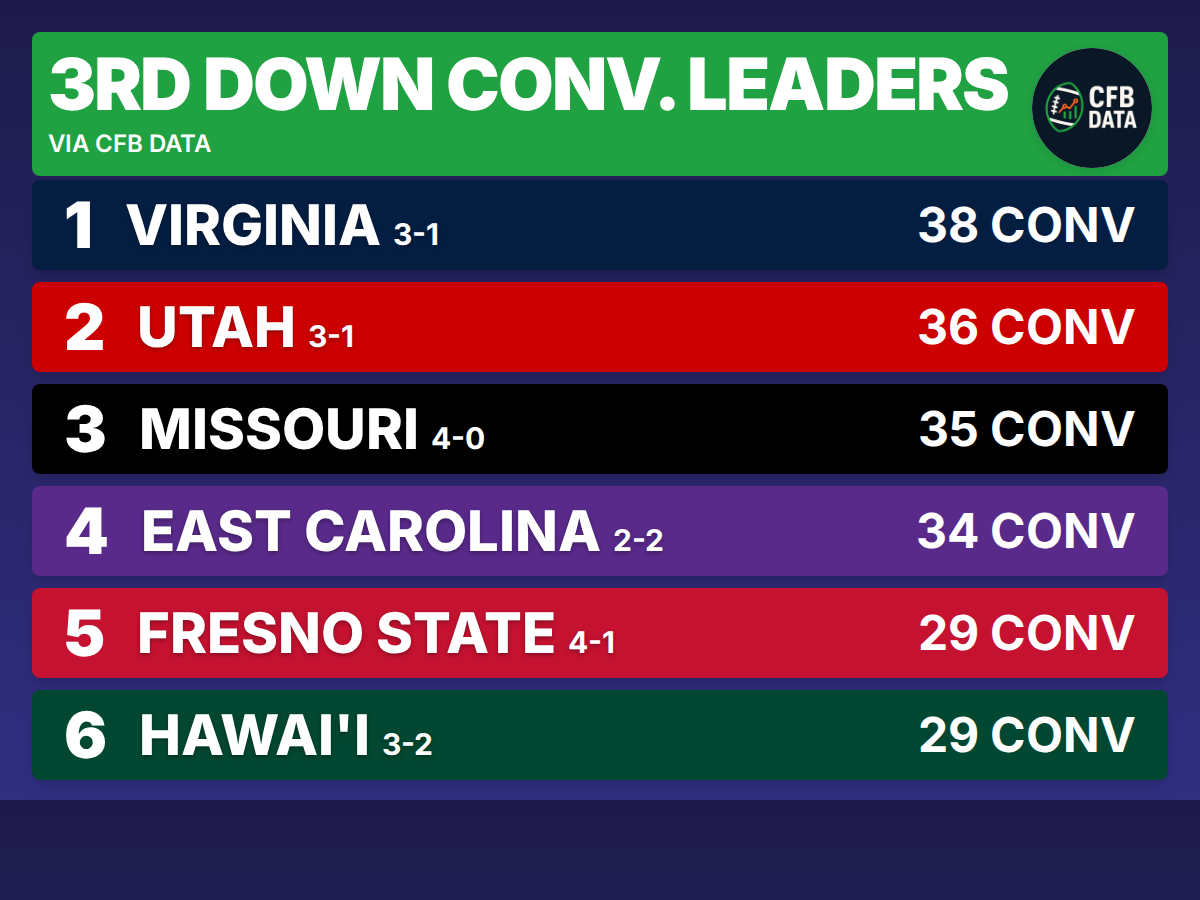 3RD DOWN CONV. LEADERS
VIA CFB DATA
CFB
DATA
1 VIRGINIA 3-1 38 CONV
2 UTAH 3-1 36 CONV
3 MISSOURI 4-0 35 CONV
4 EAST CAROLINA 2-2 34 CONV
5 FRESNO STATE 4-1 29 CONV
6 HAWAI'I 3-2 29 CONV